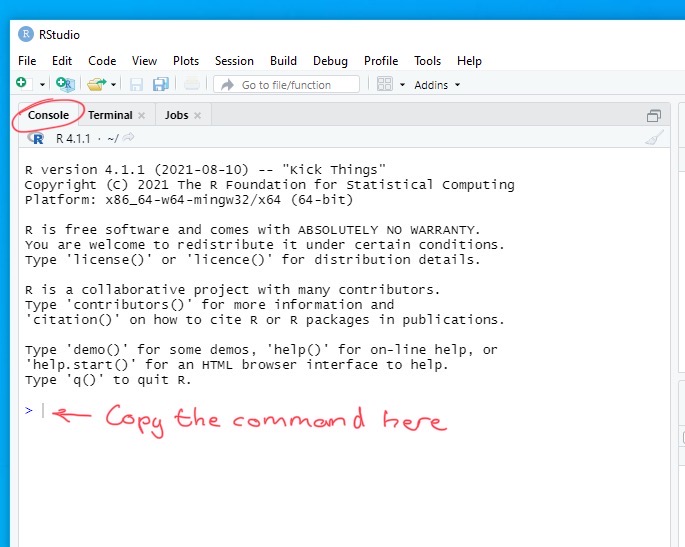 RStudio
File Edit Code View Plots Session Build Debug Profile Tools Help
Go to file/function Addins
Console Terminal Jobs
R 4.1.1 · ~/
R version 4.1.1 (2021-08-10) -- "Kick Things"
Copyright (C) 2021 The R Foundation for Statistical Computing
Platform: x86_64-w64-mingw32/x64 (64-bit)
R is free software and comes with ABSOLUTELY NO WARRANTY.
You are welcome to redistribute it under certain conditions.
Type 'license()' or 'licence()' for distribution details.
R is a collaborative project with many contributors.
Type 'contributors()' for more information and
'citation()' on how to cite R or R packages in publications.
Type 'demo()' for some demos, 'help()' for on-line help, or
'help.start()' for an HTML browser interface to help.
Type 'q()' to quit R.
> Copy the command here